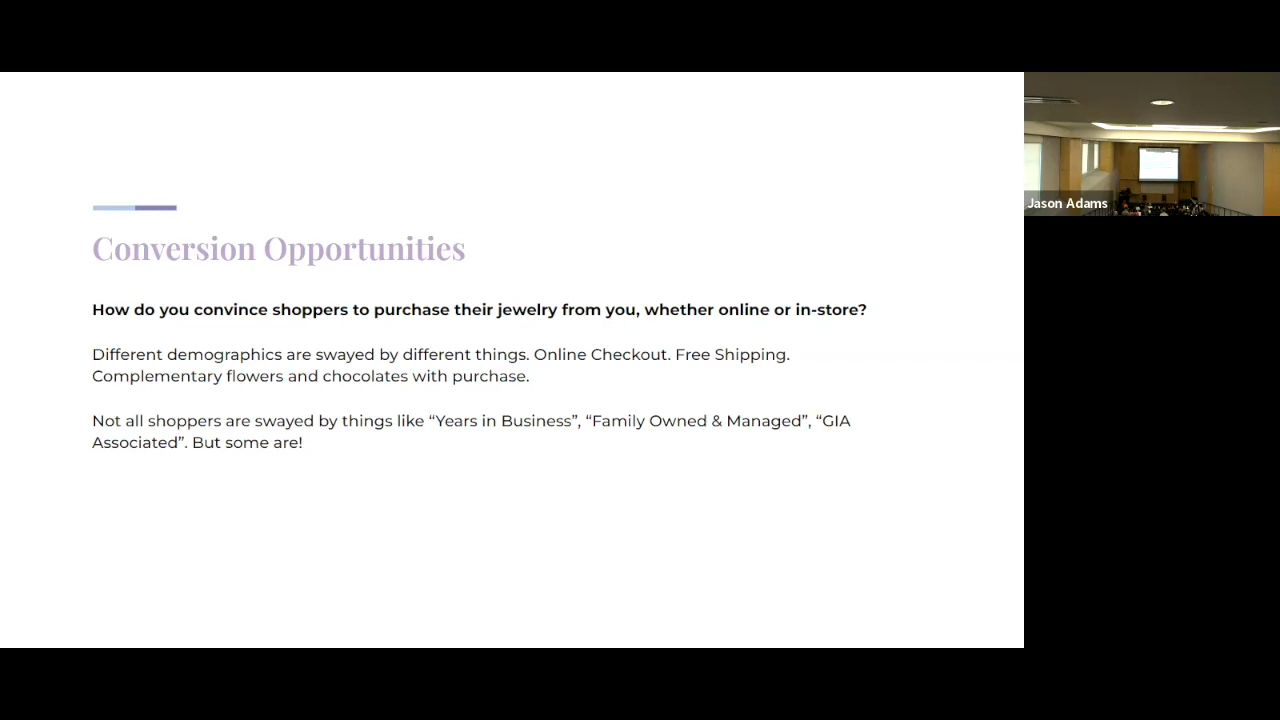 Conversion Opportunities
How do you convince shoppers to purchase their jewelry from you, whether online or in-store?
Different demographics are swayed by different things. Online Checkout. Free Shipping.
Complementary flowers and chocolates with purchase.
Not all shoppers are swayed by things like “Years in Business”, “Family Owned & Managed”, “GIA
Associated”. But some are!
Jason Adams